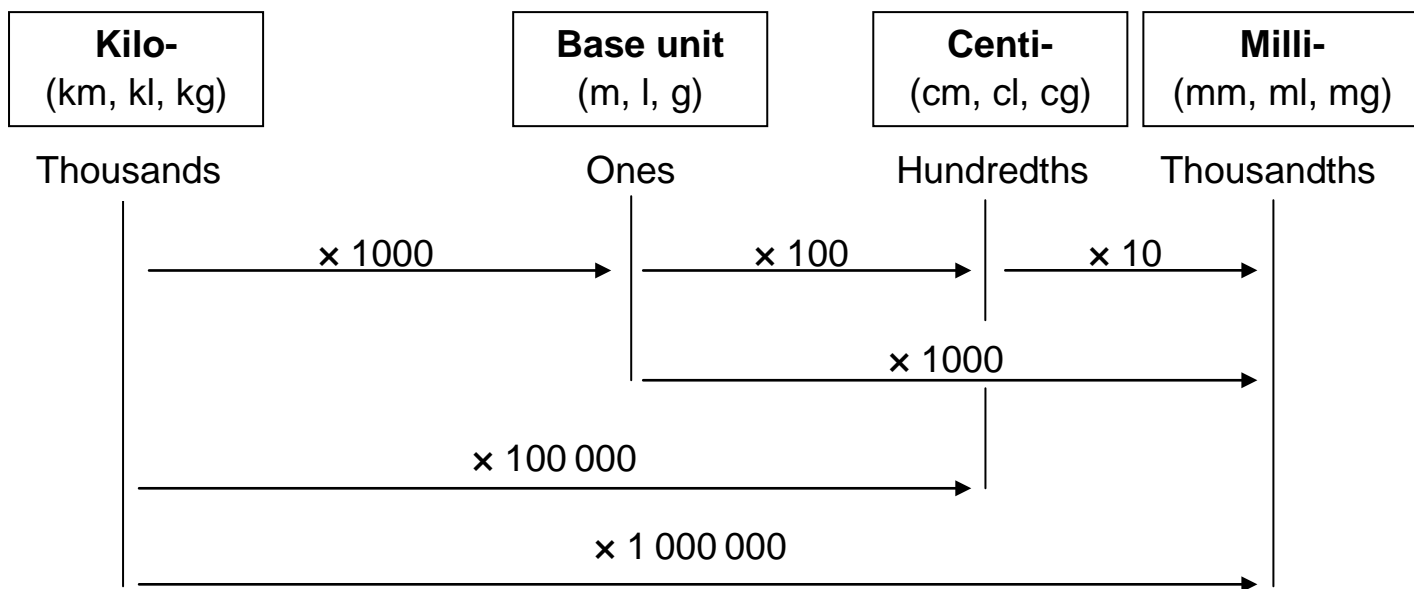 Kilo-
(km, kl, kg)
Base unit
(m, l, g)
Centi-
(cm, cl, cg)
Milli-
(mm, ml, mg)
Thousands
Ones
Hundredths
Thousandths
× 1000
× 100
× 10
× 1000
× 100 000
× 1 000 000